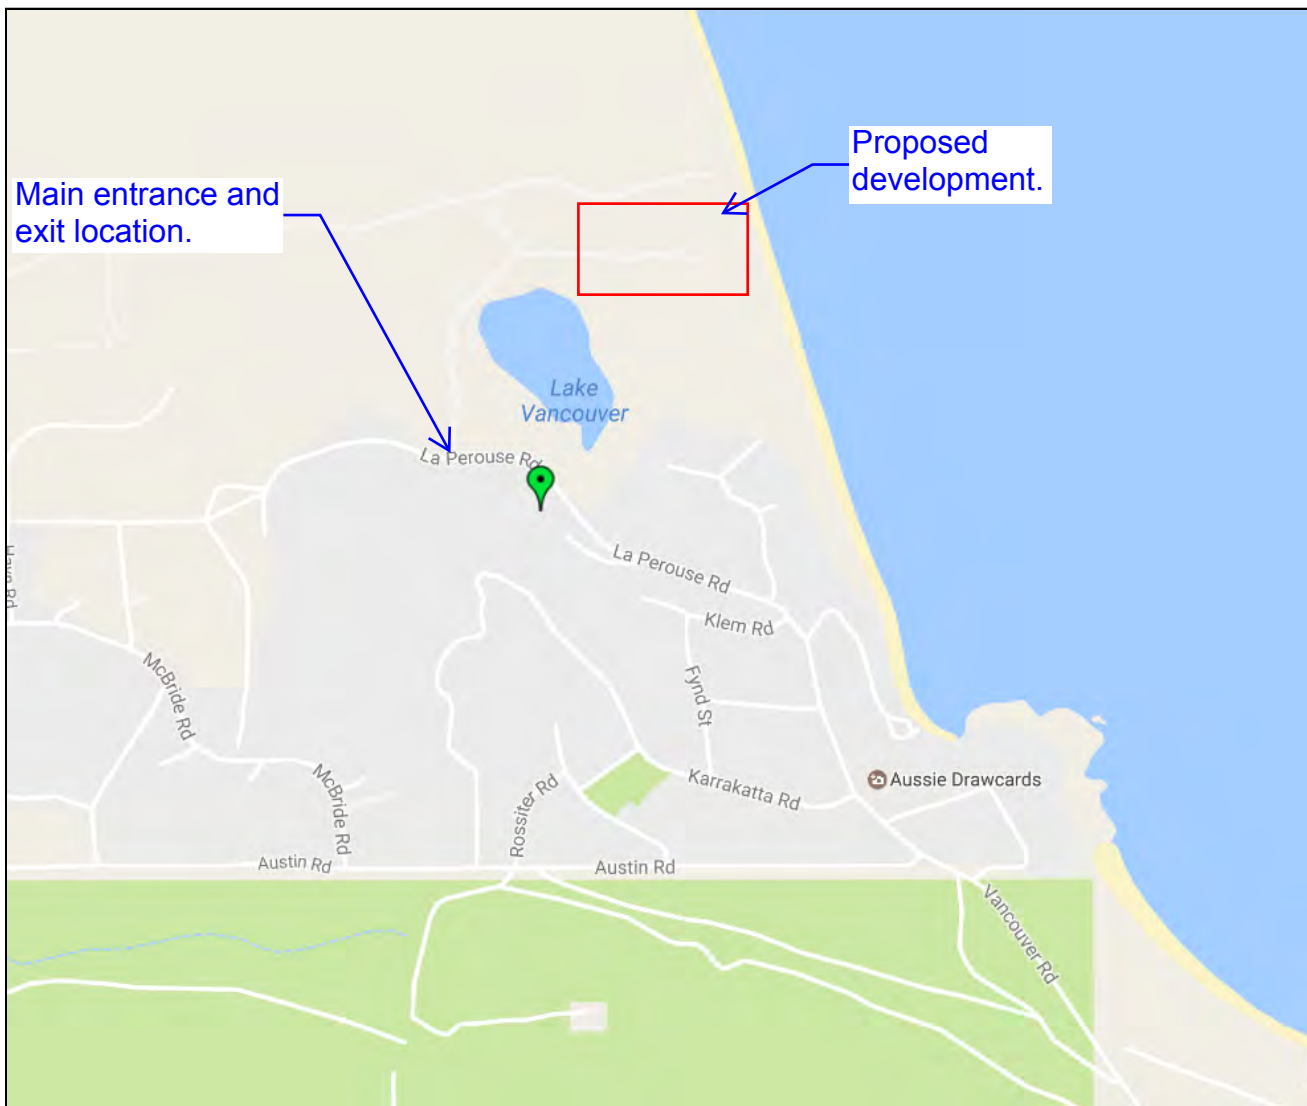 Proposed
development.
Main entrance and
exit location.
Lake
Vancouver
La Perouse Rd
La Perouse Rd
Klem Rd
Fynd St
McBride Rd
McBride Rd
Karrakatta Rd
Aussie Drawcards
Rossiter Rd
Austin Rd
Austin Rd
Vancouver Rd